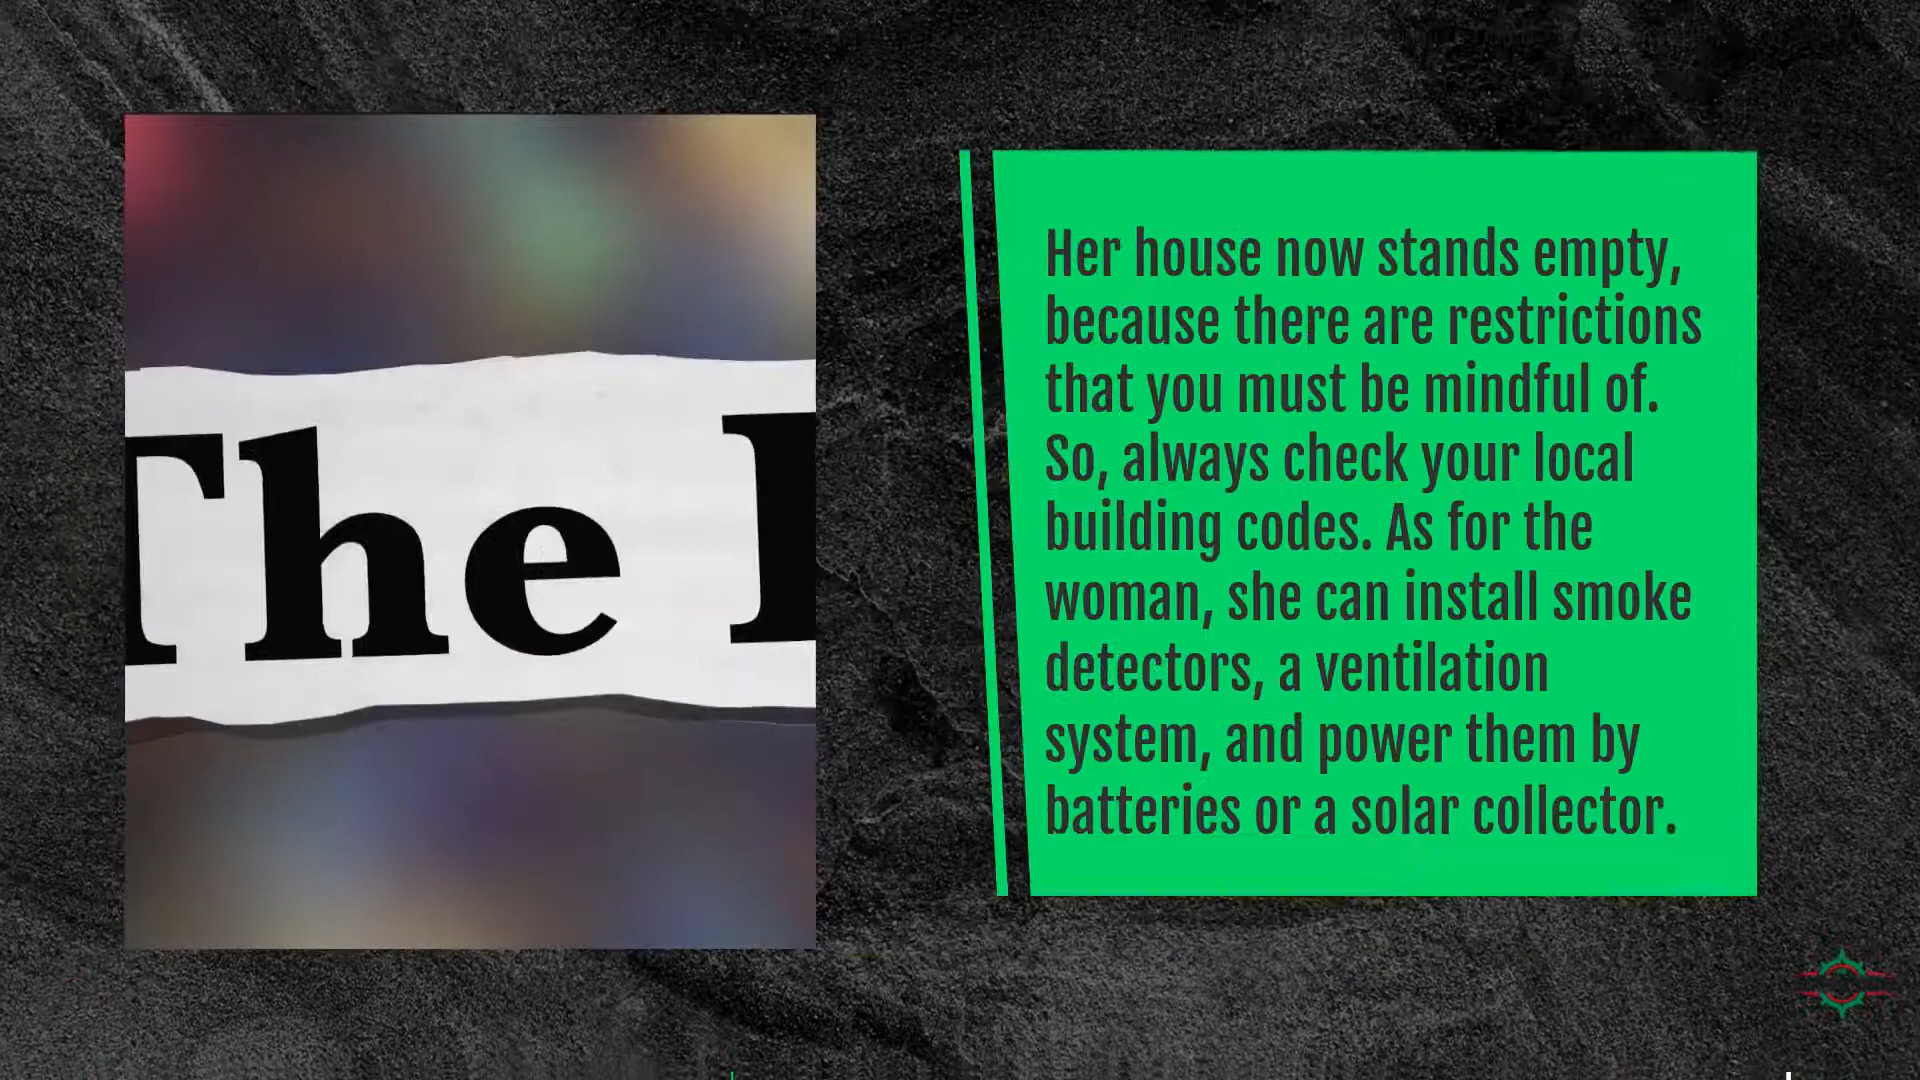 The
Her house now stands empty,
because there are restrictions
that you must be mindful of.
So, always check your local
building codes. As for the
woman, she can install smoke
detectors, a ventilation
system, and power them by
batteries or a solar collector.